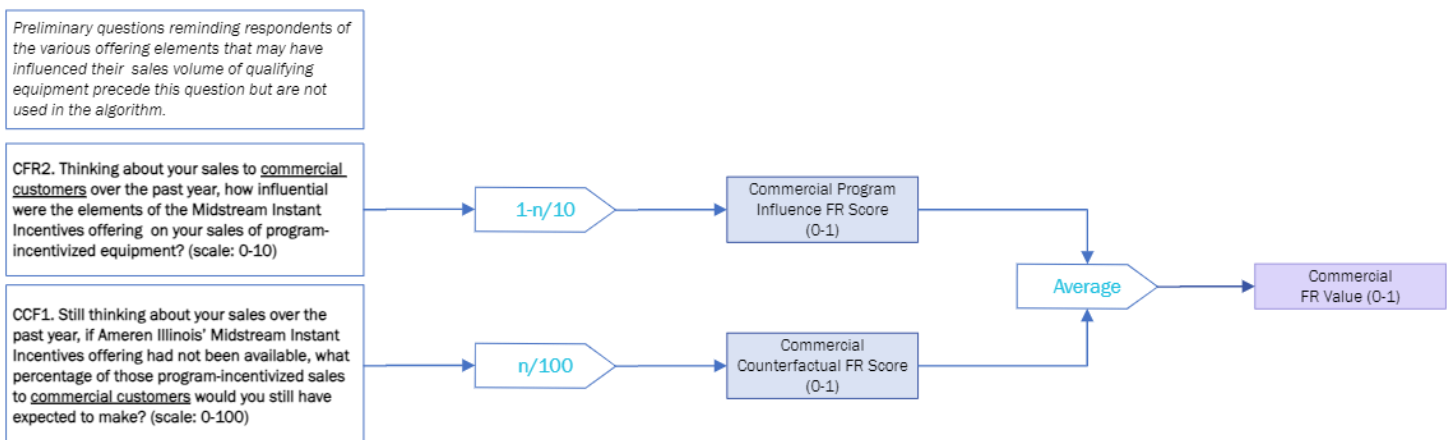 Preliminary questions reminding respondents of
the various offering elements that may have
influenced their sales volume of qualifying
equipment precede this question but are not
used in the algorithm.
CFR2. Thinking about your sales to commercial
customers over the past year, how influential
were the elements of the Midstream Instant
Incentives offering on your sales of program-
incentivized equipment? (scale: 0-10)
1-n/10
Commercial Program
Influence FR Score
(0-1)
CCF1. Still thinking about your sales over the
past year, if Ameren Illinois' Midstream Instant
Incentives offering had not been available, what
percentage of those program-incentivized sales
to commercial customers would you still have
expected to make? (scale: 0-100)
n/100
Commercial
Counterfactual FR Score
(0-1)
Average
Commercial
FR Value (0-1)